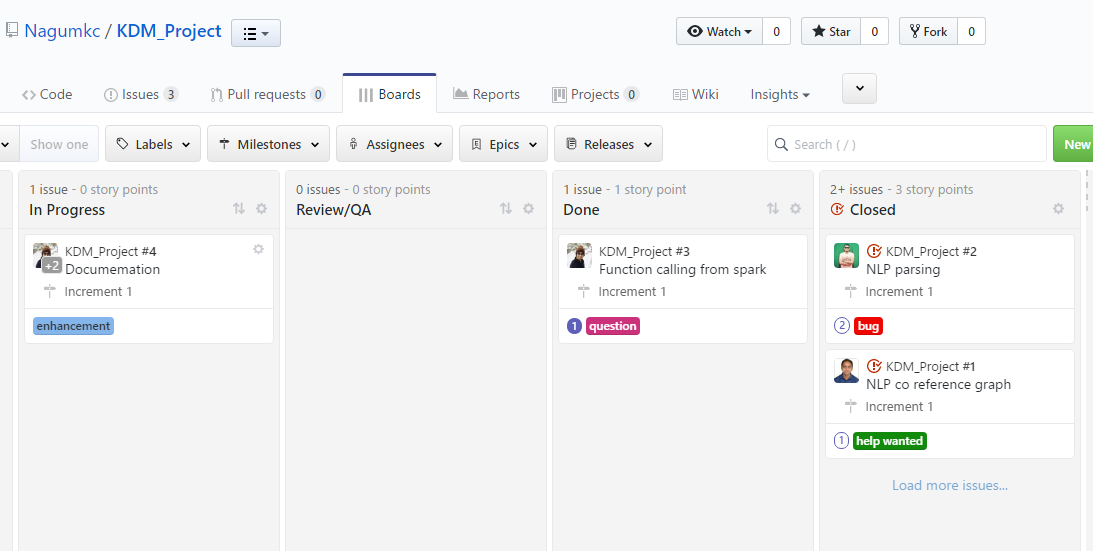 Nagumkc / KDM_Project
Watch 0 Star 0 Fork 0
Code Issues 3 Pull requests 0 Boards Reports Projects 0 Wiki Insights
Show one Labels Milestones Assignees Epics Releases Search ( / ) New
1 issue - 0 story points
In Progress
KDM_Project #4
+2
Documemation
Increment 1
enhancement
0 issues - 0 story points
Review/QA
1 issue - 1 story point
Done
KDM_Project #3
Function calling from spark
Increment 1
1 question
2+ issues - 3 story points
Closed
KDM_Project #2
NLP parsing
Increment 1
2 bug
KDM_Project #1
NLP co reference graph
Increment 1
1 help wanted
Load more issues...